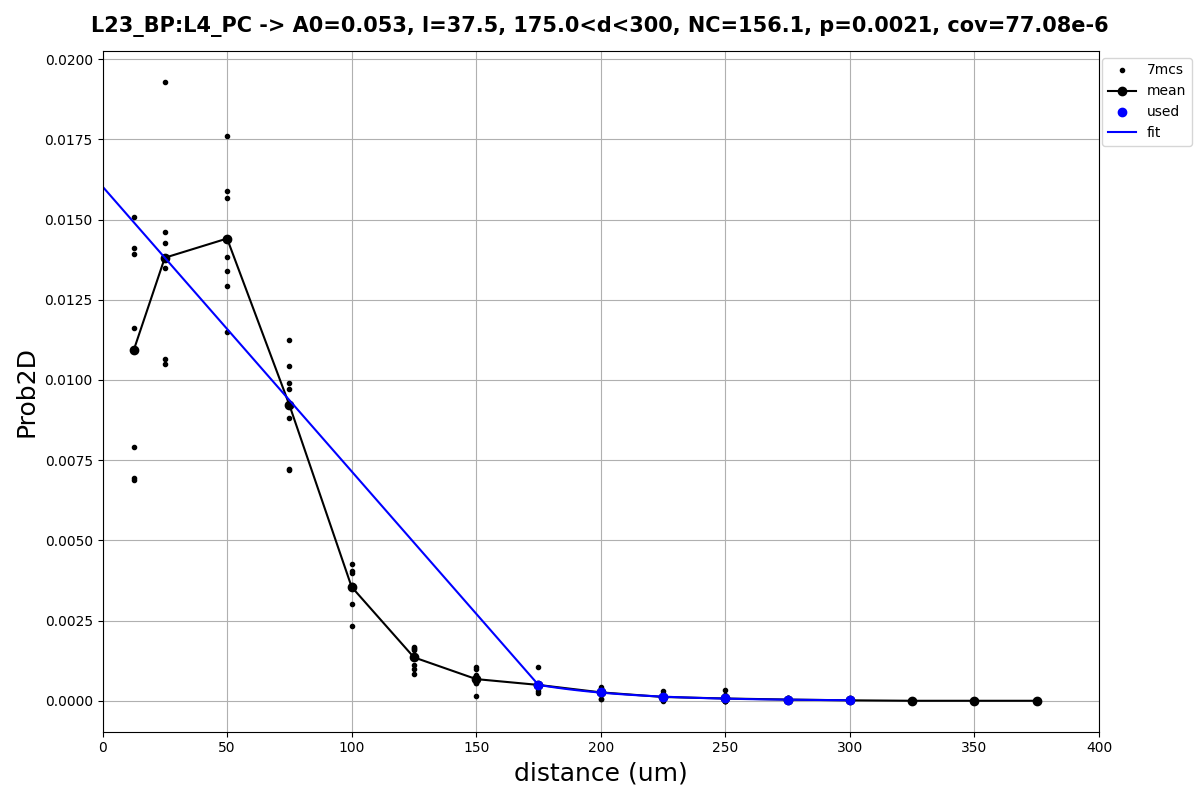 L23_BP:L4_PC -> A0=0.053, l=37.5, 175.0<d<300, NC=156.1, p=0.0021, cov=77.08e-6
7mcs
mean
used
fit
0.0200
0.0175
0.0150
0.0125
0.0100
0.0075
0.0050
0.0025
0.0000
Prob2D
0 50 100 150 200 250 300 350 400
distance (um)